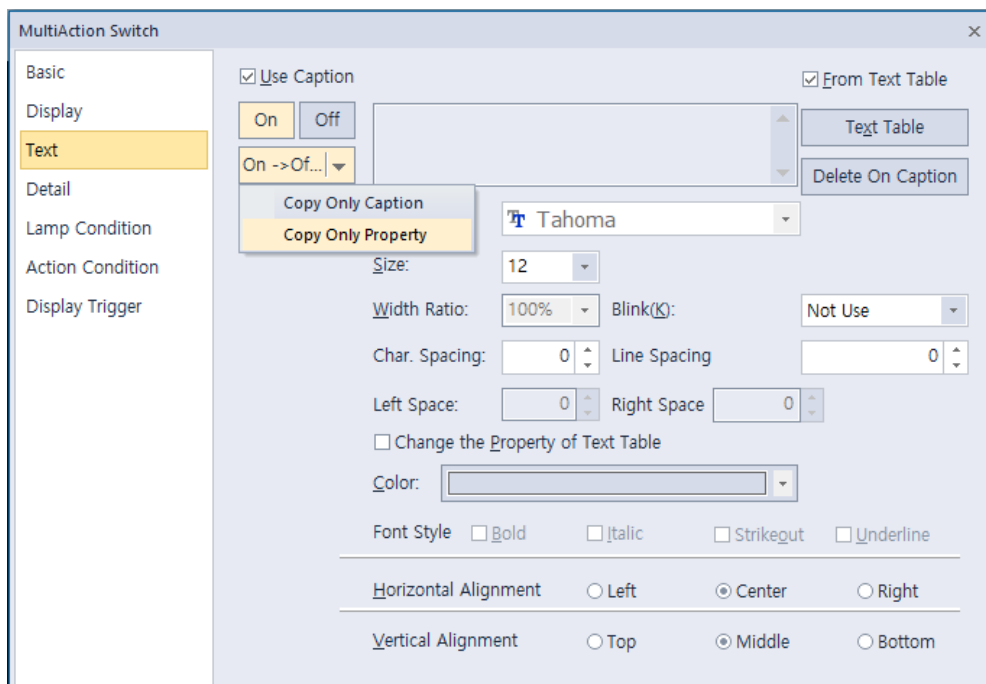 MultiAction Switch
Basic
Display
Text
Detail
Lamp Condition
Action Condition
Display Trigger
Use Caption
From Text Table
On Off
Text Table
On ->Of...
Delete On Caption
Copy Only Caption
Copy Only Property
Tahoma
Size: 12
Width Ratio: 100% Blink(K): Not Use
Char. Spacing: 0 Line Spacing 0
Left Space: 0 Right Space 0
Change the Property of Text Table
Color:
Font Style Bold Italic Strikeout Underline
Horizontal Alignment Left Center Right
Vertical Alignment Top Middle Bottom